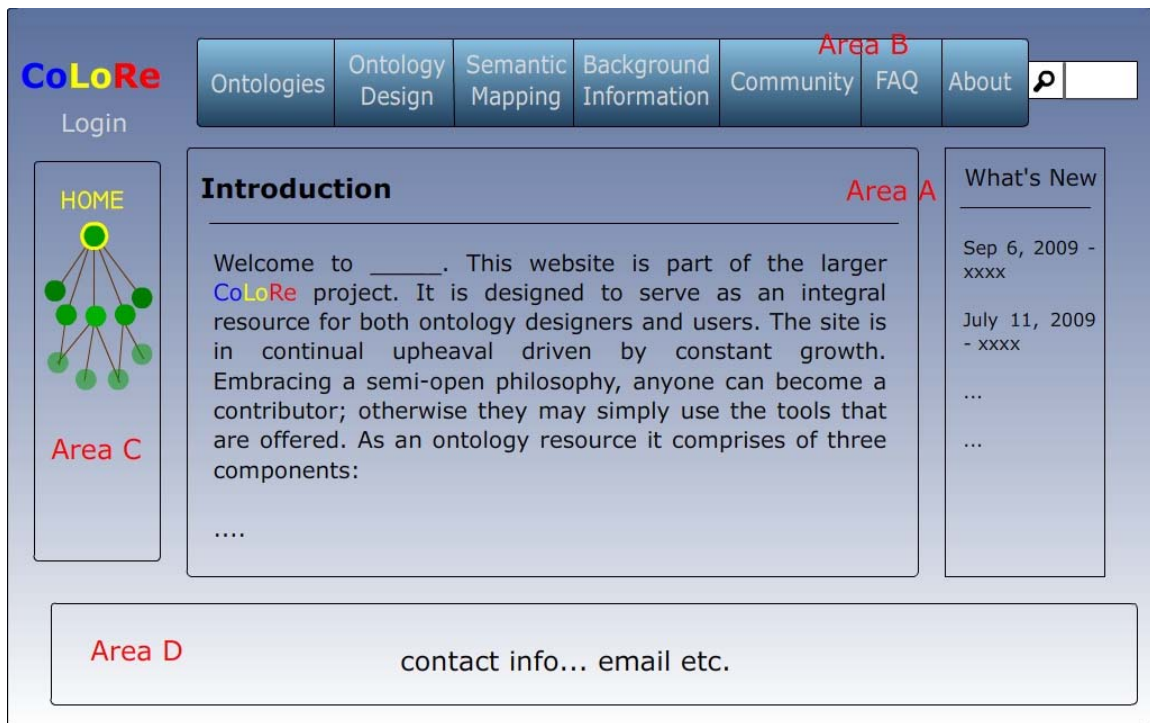 CoLoRe
Login
Ontologies
Ontology
Design
Semantic
Mapping
Background
Information
Community
FAQ
About
Area B
HOME
Area C
Introduction
Area A
Welcome to _____. This website is part of the larger
CoLoRe project. It is designed to serve as an integral
resource for both ontology designers and users. The site is
in continual upheaval driven by constant growth.
Embracing a semi-open philosophy, anyone can become a
contributor; otherwise they may simply use the tools that
are offered. As an ontology resource it comprises of three
components:
....
What's New
Sep 6, 2009 -
xxxx
July 11, 2009
- xxxx
...
...
Area D
contact info... email etc.